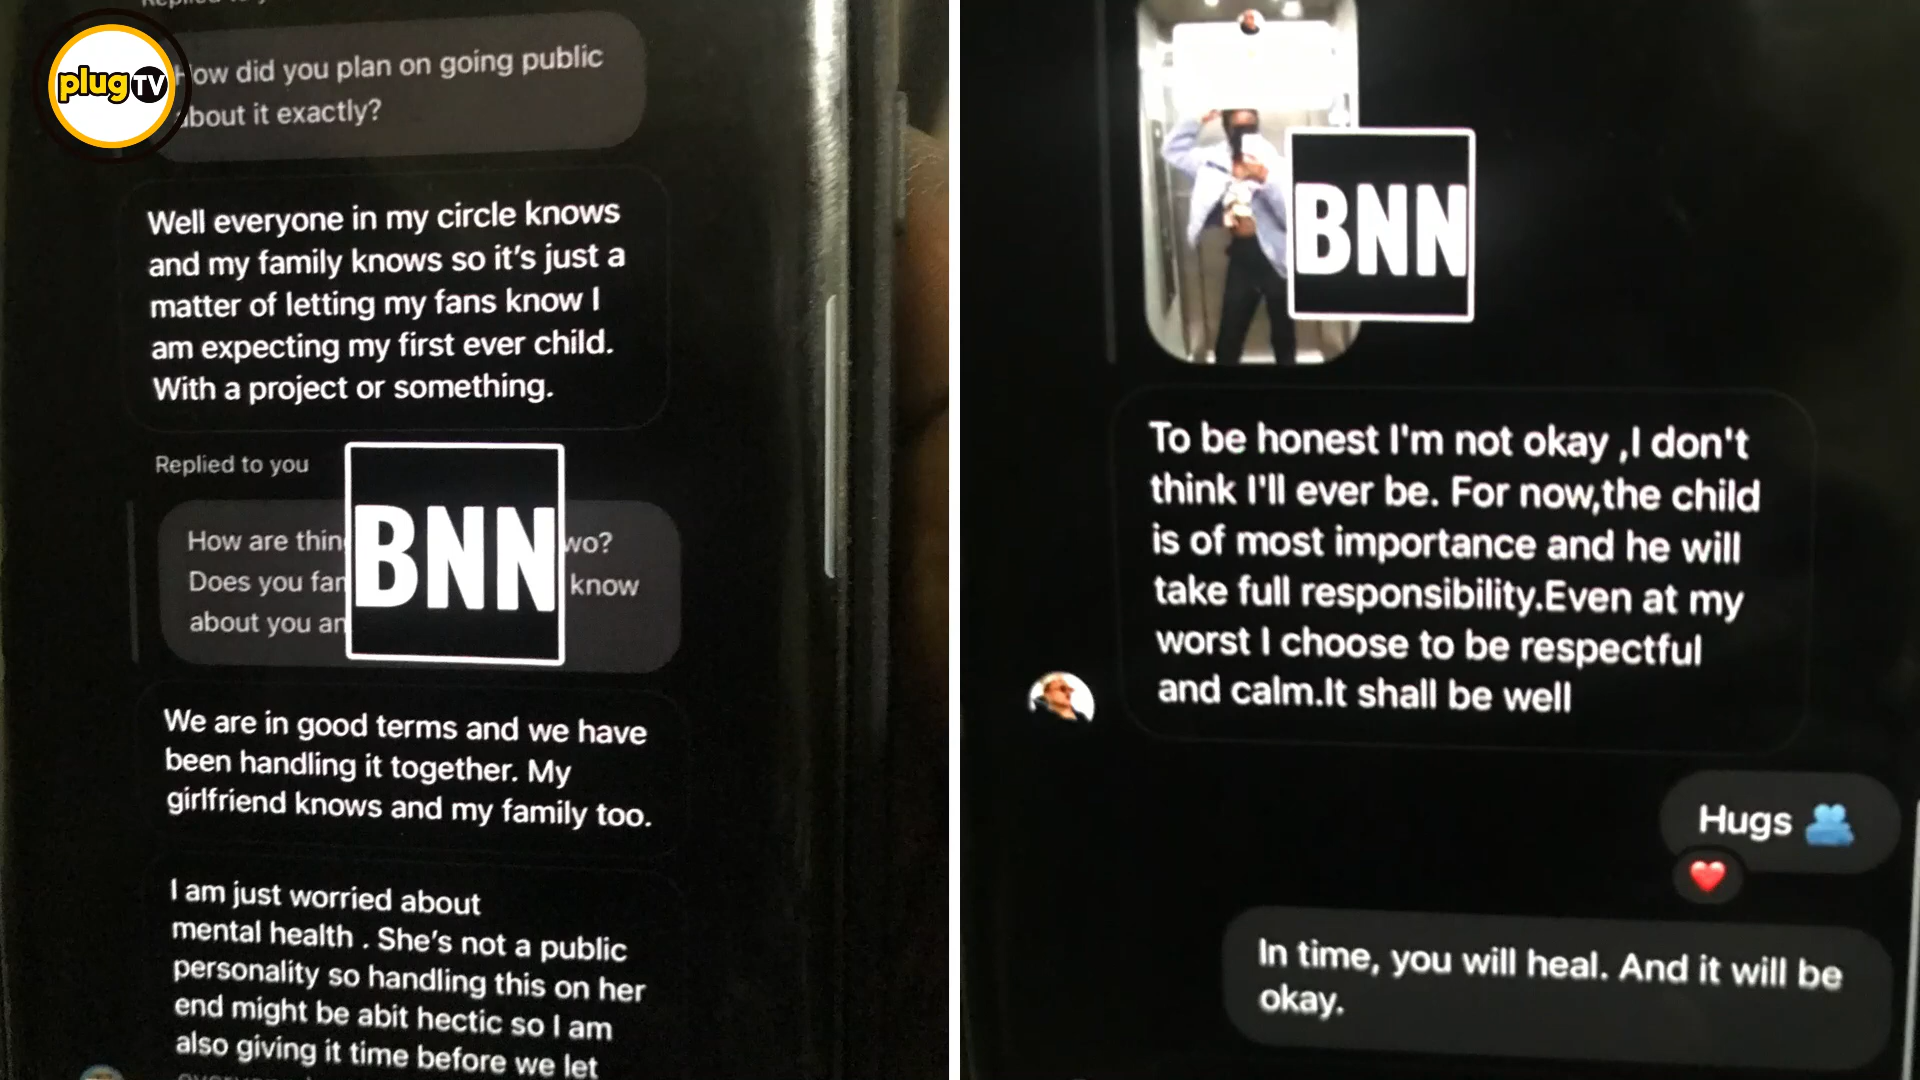 plugTV
How did you plan on going public
about it exactly?
Well everyone in my circle knows
and my family knows so it's just a
matter of letting my fans know I
am expecting my first ever child.
With a project or something.
Replied to you
BNN
How are
wo?
Does you
know
about you
We are in good terms and we have
been handling it together. My
girlfriend knows and my family too.
I am just worried about
mental health . She's not a public
personality so handling this on her
end might be abit hectic so I am
also giving it time before we let
BNN
To be honest I'm not okay ,I don't
think I'll ever be. For now,the child
is of most importance and he will
take full responsibility.Even at my
worst I choose to be respectful
and calm.It shall be well
Hugs 🫂
❤️
In time, you will heal. And it will be
okay.